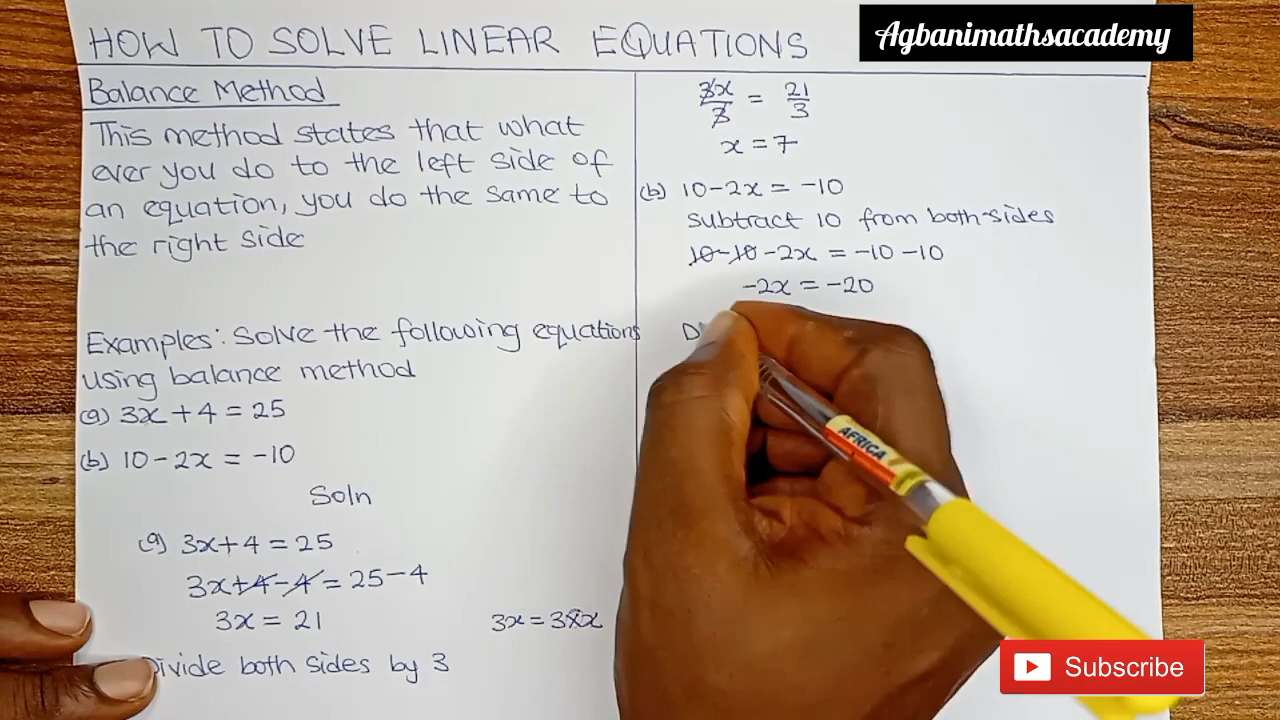 HOW TO SOLVE LINEAR EQUATIONS
Agbanimathsacademy
Balance Method
This method states that what
ever you do to the left side of
an equation, you do the same to
the right side
Examples: Solve the following equations
using balance method
(a) 3x + 4 = 25
(b) 10 - 2x = -10
Soln
(a) 3x + 4 = 25
3x + 4 - 4 = 25 - 4
3x = 21
3x = 3 x x
Divide both sides by 3
3x/3 = 21/3
x = 7
(b) 10 - 2x = -10
Subtract 10 from both sides
10 - 10 - 2x = -10 - 10
-2x = -20
AFRICA
Subscribe